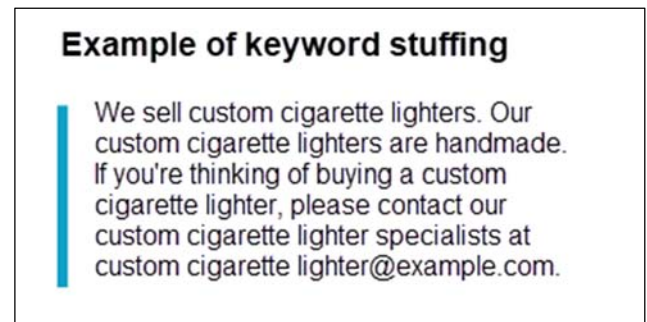 Example of keyword stuffing
We sell custom cigarette lighters. Our
custom cigarette lighters are handmade.
If you're thinking of buying a custom
cigarette lighter, please contact our
custom cigarette lighter specialists at
custom cigarette lighter@example.com.